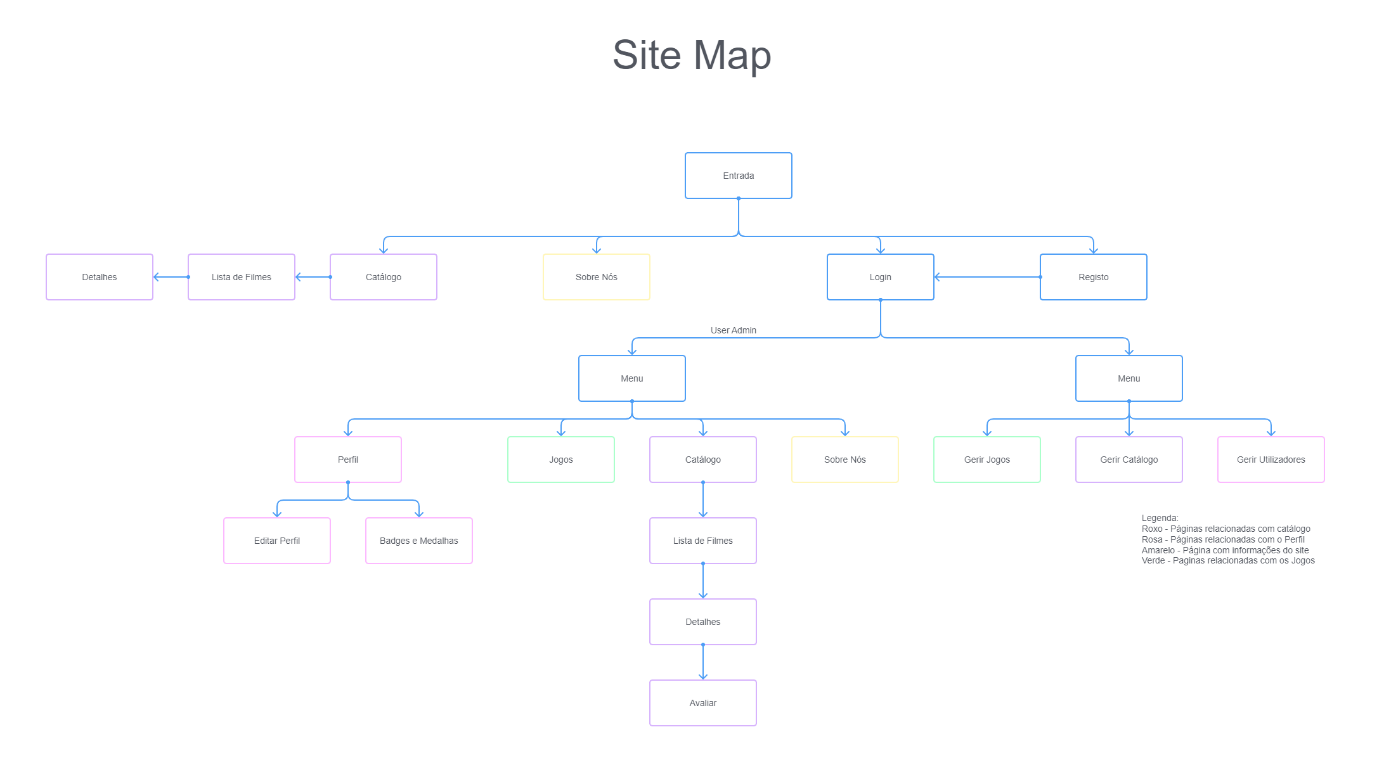 Site Map
Entrada
Detalhes
Lista de Filmes
Catálogo
Sobre Nós
Login
Registo
User Admin
Menu
Menu
Perfil
Jogos
Catálogo
Sobre Nós
Gerir Jogos
Gerir Catálogo
Gerir Utilizadores
Editar Perfil
Badges e Medalhas
Lista de Filmes
Legenda:
Roxo - Páginas relacionadas com catálogo
Rosa - Páginas relacionadas com o Perfil
Amarelo - Página com informações do site
Verde - Paginas relacionadas com os Jogos
Detalhes
Avaliar